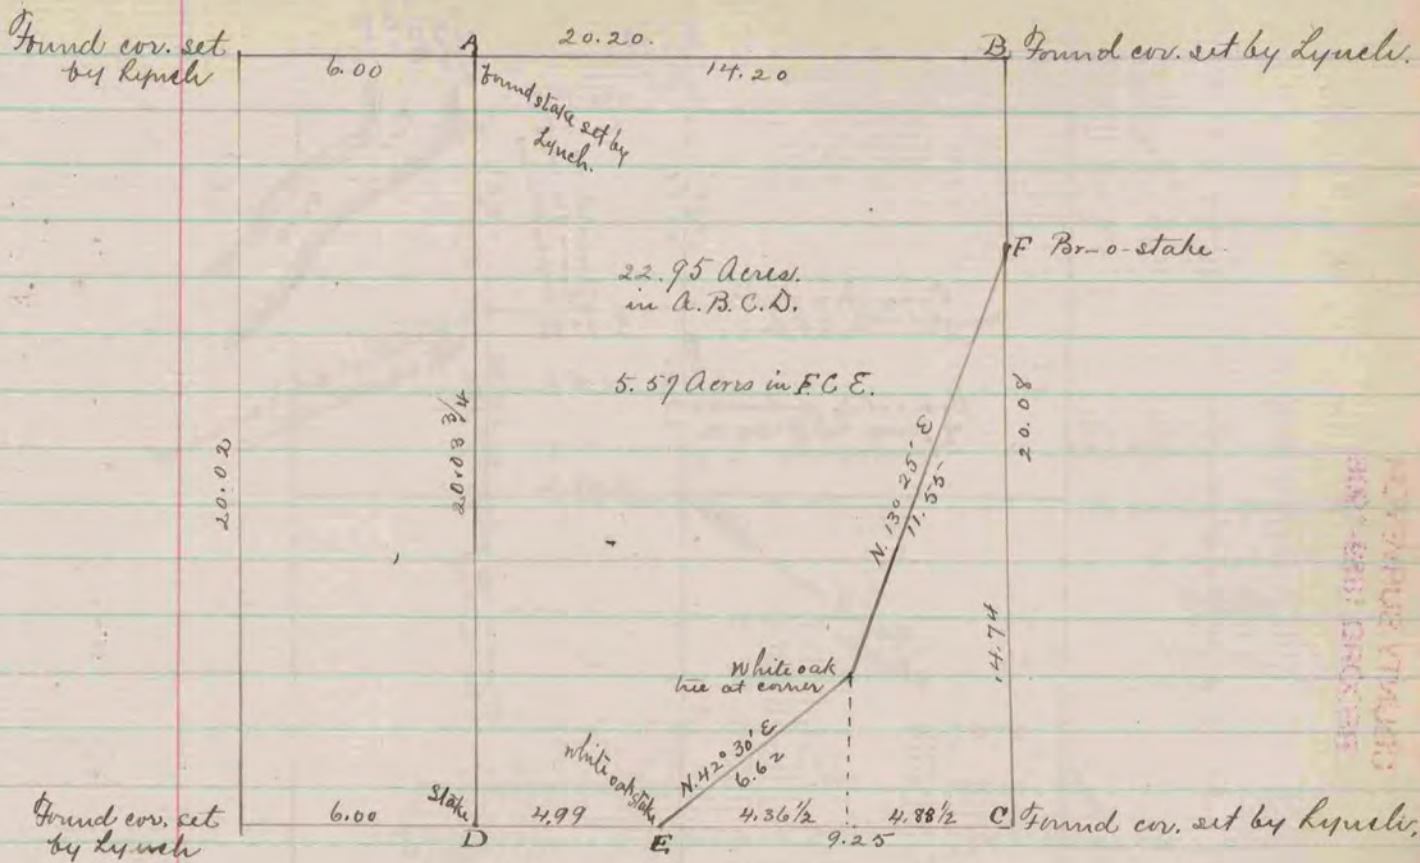 Found cor. set
by Lynch
A
20.20.
B
Found cor. set by Lynch.
6.00
14.20
Found stake set by
Lynch.
F Br-o-stake
22.95 Acres.
in A.B.C.D.
5.57 Acres in F.C.E.
20.02
20.03 3/4
20.08
N. 13° 25' E
11.55
14.74
White oak
tree at corner
N. 42° 30' E
6.62
White oak stake
Stake
Found cor. set
by Lynch
6.00
D
4.99
E
4.36 1/2
4.88 1/2
9.25
C
Found cor. set by Lynch.